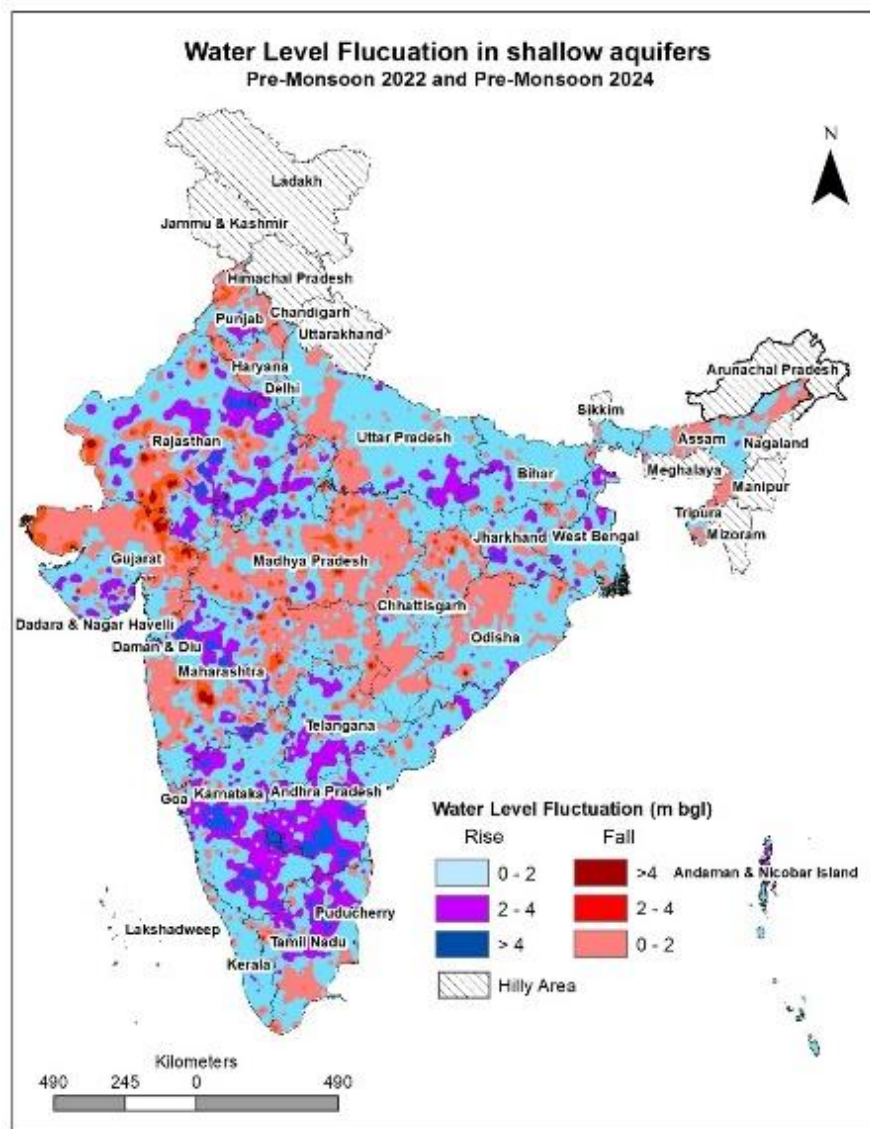 Water Level Flucuation in shallow aquifers
Pre-Monsoon 2022 and Pre-Monsoon 2024
N
Ladakh
Jammu & Kashmir
Himachal Pradesh
Chandigarh
Punjab
Uttarakhand
Haryana
Delhi
Arunachal Pradesh
Sikkim
Rajasthan
Uttar Pradesh
Assam
Nagaland
Bihar
Meghalaya
Manipur
Tripura
Jharkhand
West Bengal
Mizoram
Gujarat
Madhya Pradesh
Chhattisgarh
Dadara & Nagar Havelli
Odisha
Daman & Diu
Maharashtra
Telangana
Goa
Karnataka
Andhra Pradesh
Water Level Fluctuation (m bgl)
Rise Fall
0 - 2 >4
2 - 4 2 - 4
> 4 0 - 2
Hilly Area
Andaman & Nicobar Island
Puducherry
Lakshadweep
Tamil Nadu
Kerala
Kilometers
490 245 0 490